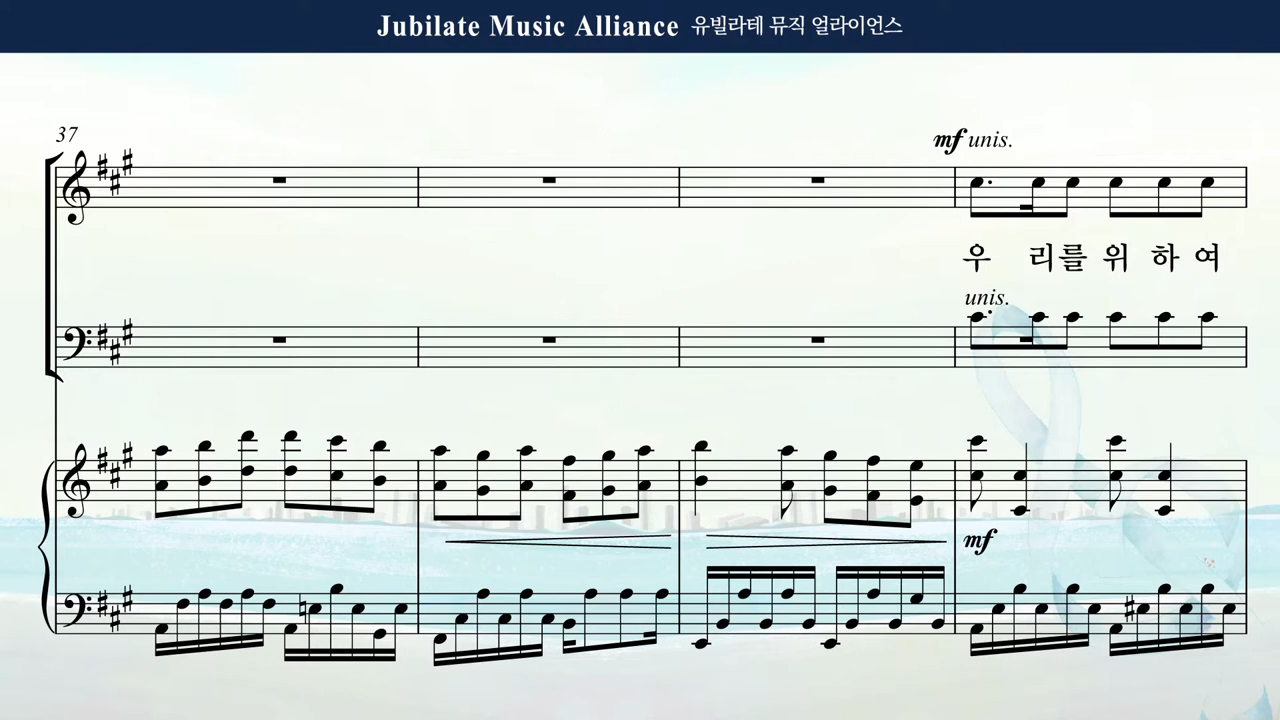 Jubilate Music Alliance 유빌라테 뮤직 얼라이언스
37
mf unis.
우 리를 위 하 여
unis.
mf